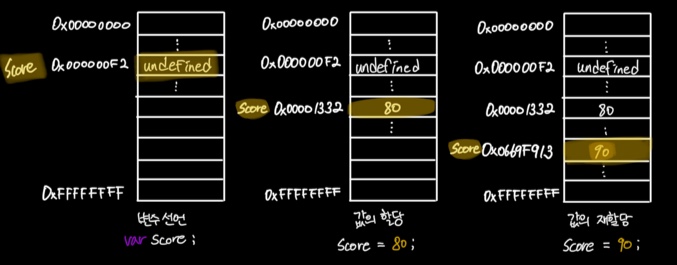 0x00000000
⋮
Score 0x000000F2 undefined
⋮
0xFFFFFFFF
변수 선언
var Score;
0x00000000
⋮
0x000000F2 undefined
Score 0x00001332 80
⋮
0xFFFFFFFF
값의 할당
Score = 80;
0x00000000
⋮
0x000000F2 undefined
0x00001332 80
⋮
Score 0x0669F913 90
⋮
0xFFFFFFFF
값의 재할당
Score = 90;